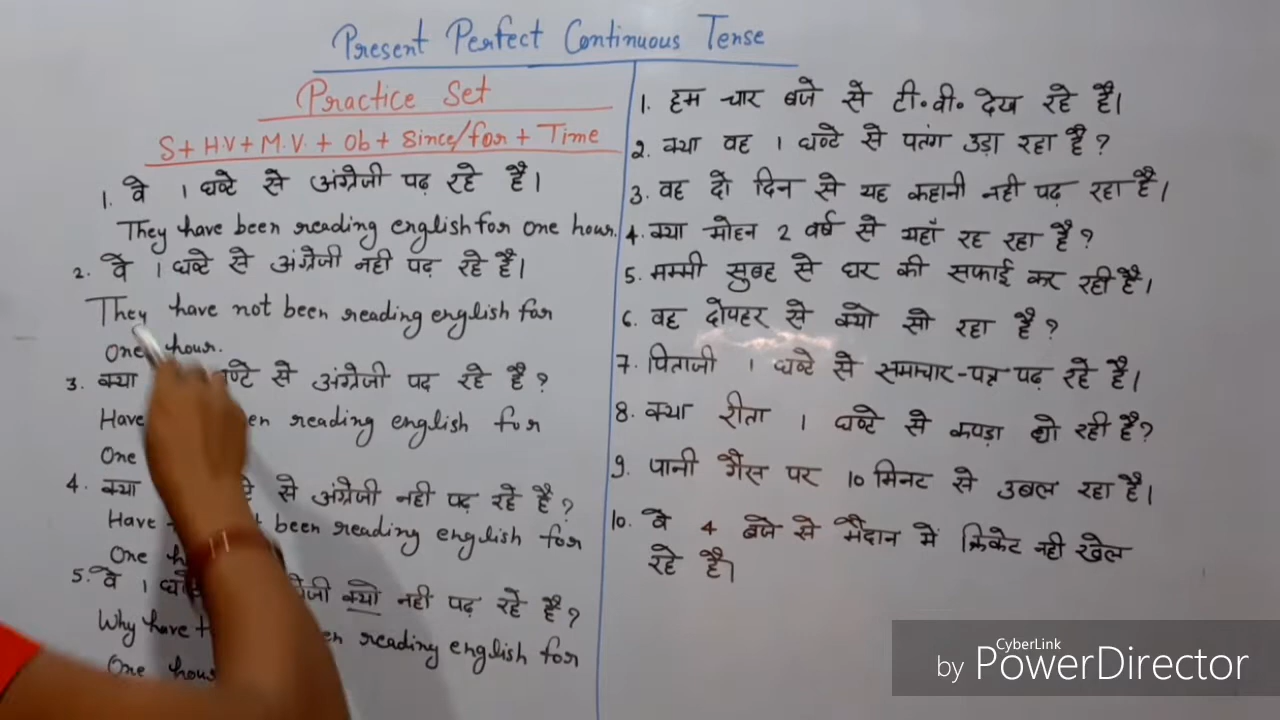 Present Perfect Continuous Tense
Practice Set
S + H.V + M.V. + Ob + Since/for + Time
1. वे 1 घण्टे से अंग्रेजी पढ़ रहे है।
They have been reading english for one hour.
2. वे 1 घण्टे से अंग्रेजी नही पढ़ रहे है।
They have not been reading english for
One hour.
3. क्या से अंग्रेजी पढ़ रहे है?
Have reading english for
One
4. क्या से अंग्रेजी नही पढ़ रहे है?
Have been reading english for
One
5. वे 1 क्यो नही पढ़ रहे है?
Why have reading english for
One hour
1. हम चार बजे से टी.वी. देख रहे है।
2. क्या वह 1 घण्टे से पतंग उड़ा रहा है?
3. वह दो दिन से यह कहानी नही पढ़ रहा है।
4. क्या मोहन 2 वर्ष से यहाँ रह रहा है?
5. मम्मी सुबह से घर की सफाई कर रही है।
6. वह दोपहर से क्यो सो रहा है?
7. पिताजी 1 घण्टे से समाचार-पत्र पढ़ रहे है।
8. क्या रीता 1 घण्टे से कपड़ा धो रही है?
9. पानी गैस पर 10 मिनट से उबल रहा है।
10. वे 4 बजे से मैदान में क्रिकेट नही खेल
रहे है।
CyberLink
by PowerDirector